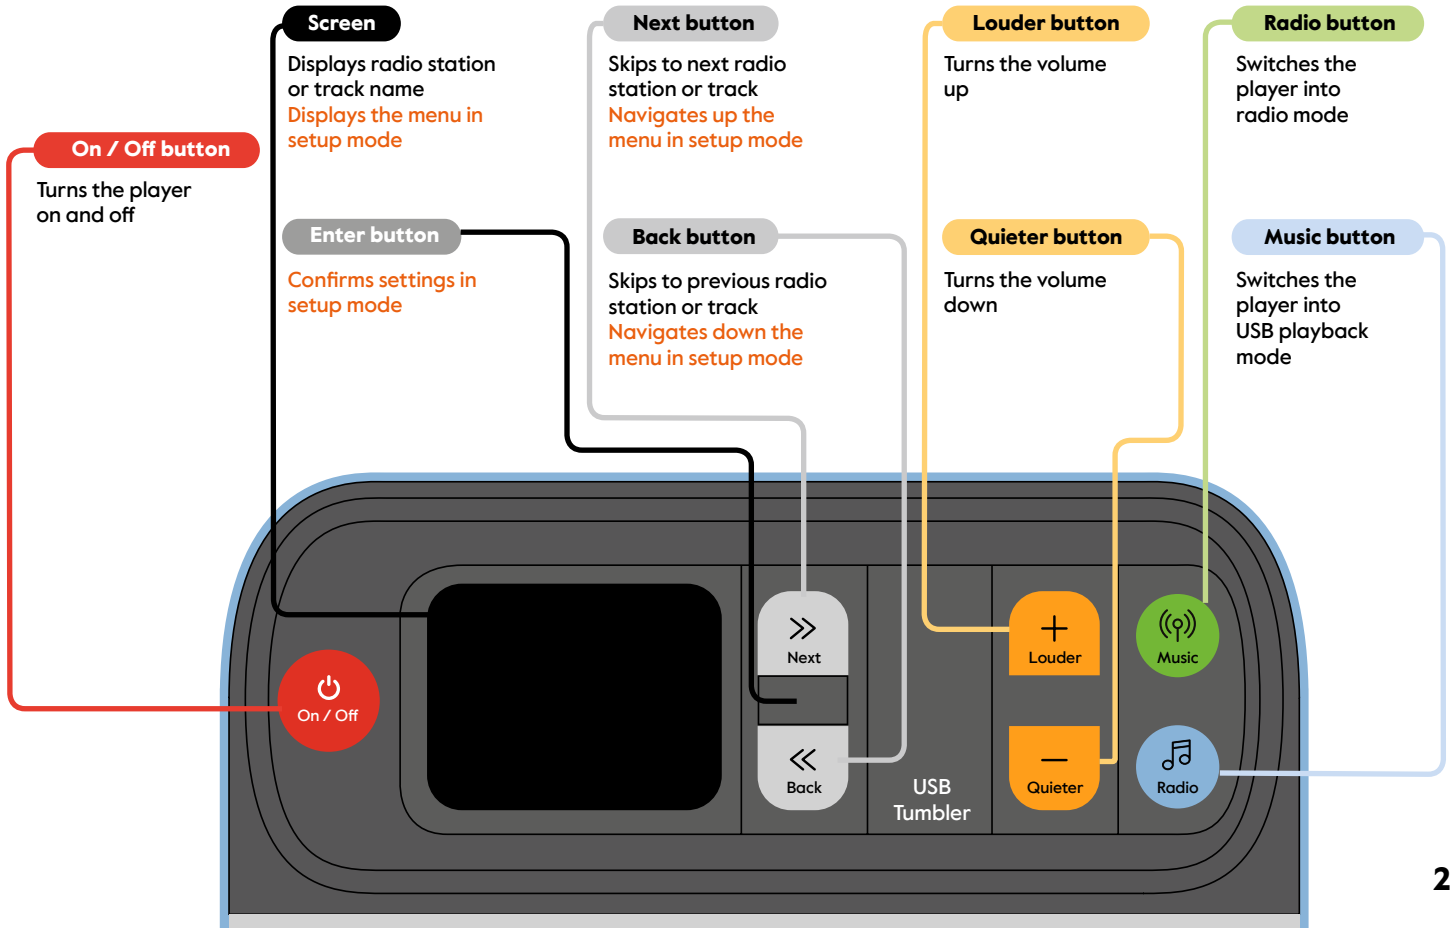 Screen
Displays radio station
or track name
Displays the menu in
setup mode
Next button
Skips to next radio
station or track
Navigates up the
menu in setup mode
Louder button
Turns the volume
up
Radio button
Switches the
player into
radio mode
On / Off button
Turns the player
on and off
Enter button
Confirms settings in
setup mode
Back button
Skips to previous radio
station or track
Navigates down the
menu in setup mode
Quieter button
Turns the volume
down
Music button
Switches the
player into
USB playback
mode
On / Off
Next
Back
USB
Tumbler
Louder
Quieter
Music
Radio
2